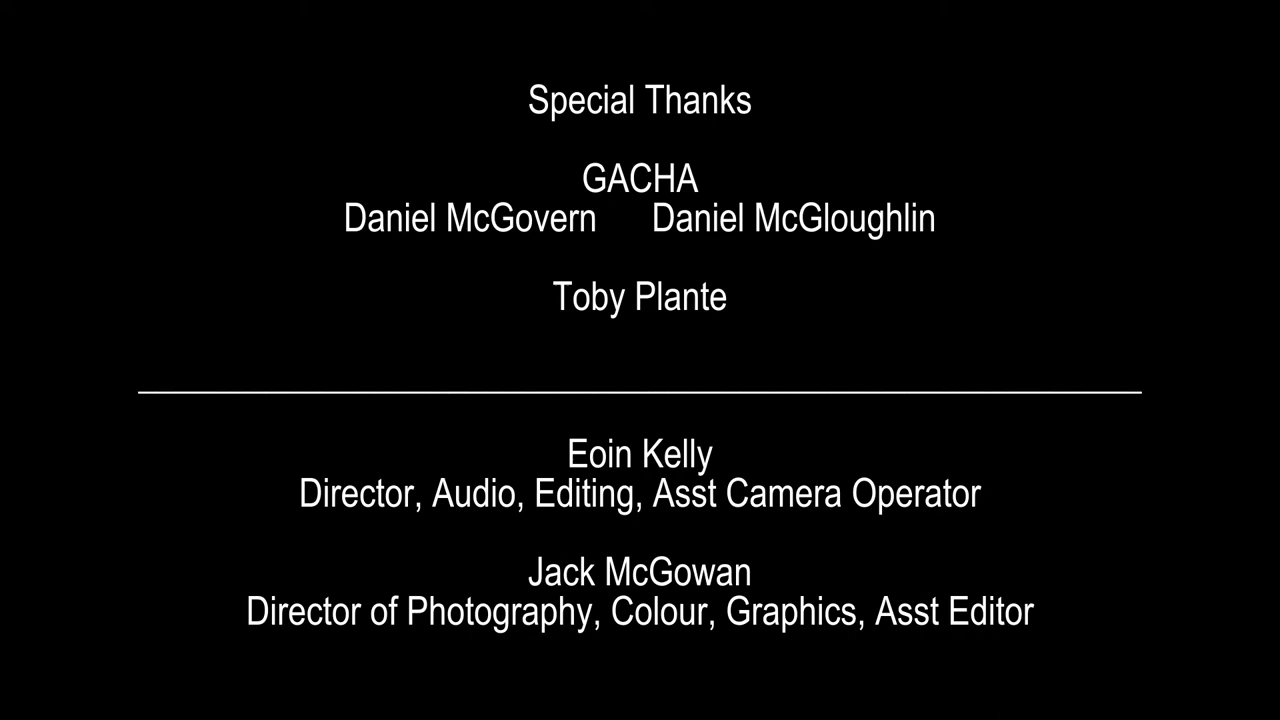 Special Thanks
GACHA
Daniel McGovern Daniel McGloughlin
Toby Plante
Eoin Kelly
Director, Audio, Editing, Asst Camera Operator
Jack McGowan
Director of Photography, Colour, Graphics, Asst Editor